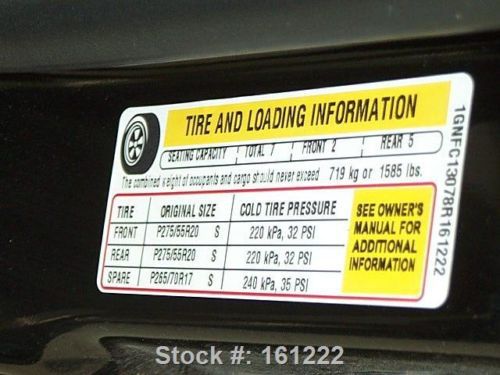 TIRE AND LOADING INFORMATION
SEATING CAPACITY TOTAL 7 FRONT 2 REAR 5
The combined weight of occupants and cargo should never exceed 719 kg or 1585 lbs.
TIRE ORIGINAL SIZE COLD TIRE PRESSURE
FRONT P275/55R20 S 220 kPa, 32 PSI
REAR P275/55R20 S 220 kPa, 32 PSI
SPARE P265/70R17 S 240 kPa, 35 PSI
SEE OWNER'S
MANUAL FOR
ADDITIONAL
INFORMATION
1GNFC13078R161222
Stock #: 161222